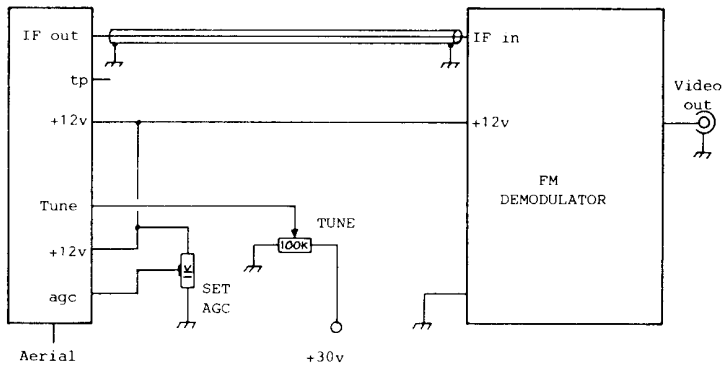 IF out
IF in
tp
Video
out
+12v
+12v
FM
DEMODULATOR
Tune
TUNE
100K
+12v
1K
SET
AGC
agc
Aerial
+30v